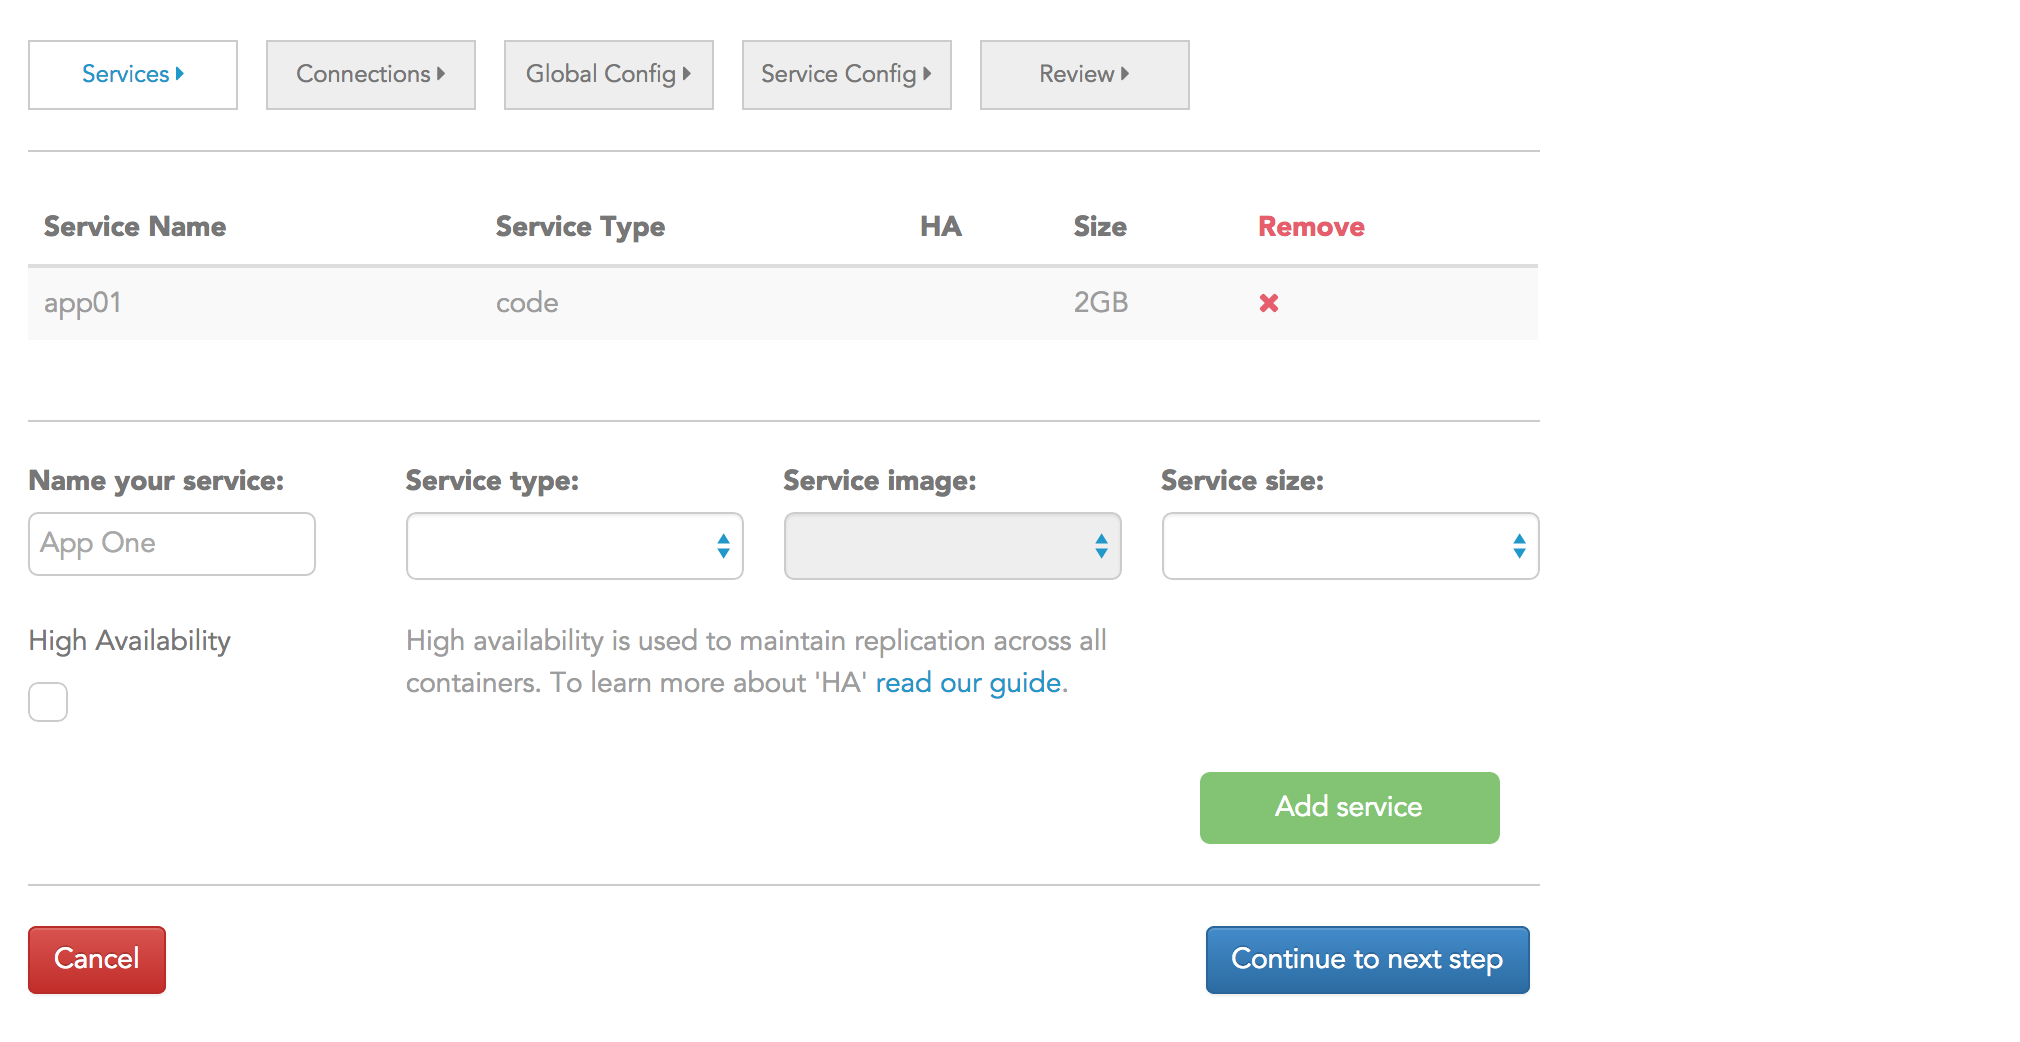 Services
Connections
Global Config
Service Config
Review
Service Name Service Type HA Size Remove
app01 code 2GB
Name your service: Service type: Service image: Service size:
App One
High Availability
High availability is used to maintain replication across all
containers. To learn more about 'HA' read our guide.
Add service
Cancel
Continue to next step